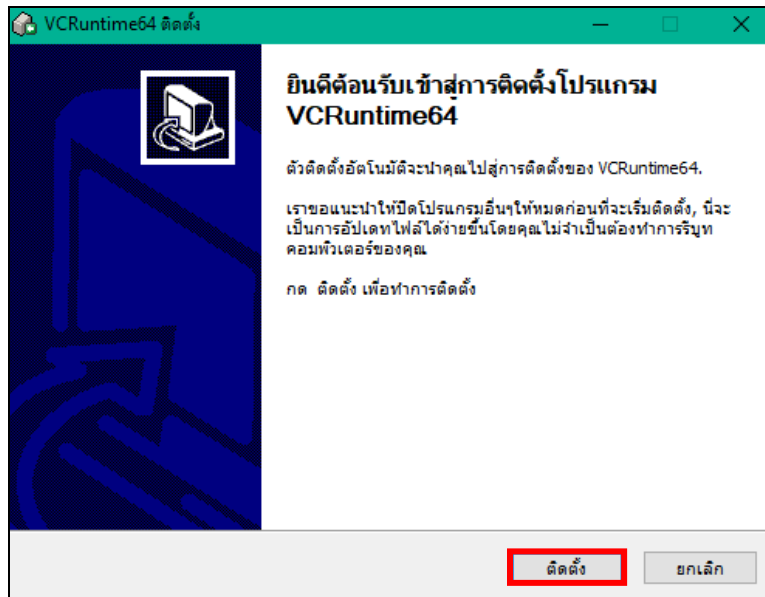 VCRuntime64 ติดตั้ง
ยินดีต้อนรับเข้าสู่การติดตั้งโปรแกรม
VCRuntime64
ตัวติดตั้งอัตโนมัติจะนำคุณไปสู่การติดตั้งของ VCRuntime64.
เราขอแนะนำให้ปิดโปรแกรมอื่นๆให้หมดก่อนที่จะเริ่มติดตั้ง, นี่จะ
เป็นการอัปเดทไฟล์ได้ง่ายขึ้นโดยคุณไม่จำเป็นต้องทำการรีบูท
คอมพิวเตอร์ของคุณ
กด ติดตั้ง เพื่อทำการติดตั้ง
ติดตั้ง
ยกเลิก